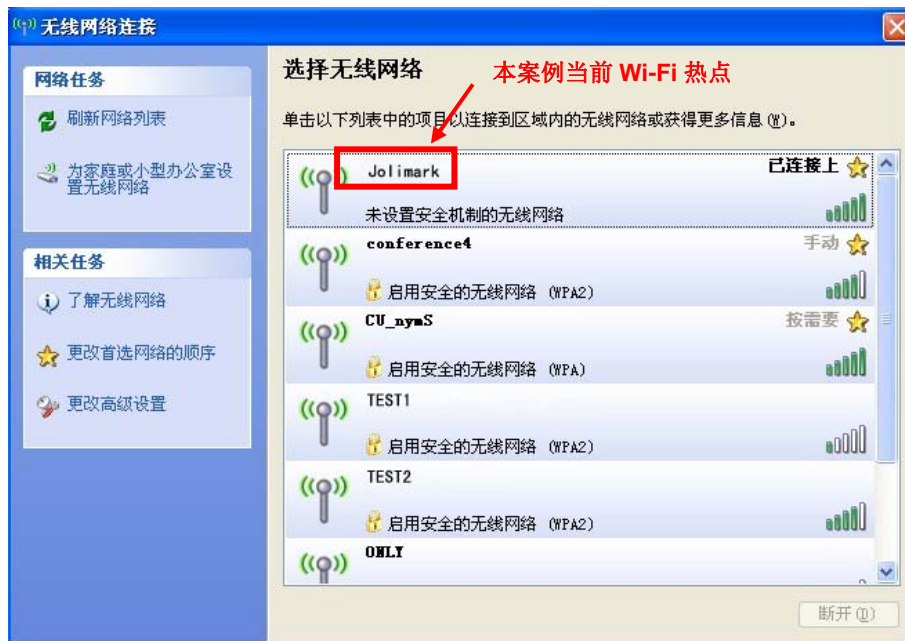 无线网络连接
网络任务
刷新网络列表
为家庭或小型办公室设
置无线网络
相关任务
了解无线网络
更改首选网络的顺序
更改高级设置
选择无线网络
本案例当前 Wi-Fi 热点
单击以下列表中的项目以连接到区域内的无线网络或获得更多信息(W)。
Jolimark
已连接上
未设置安全机制的无线网络
conference4
手动
启用安全的无线网络 (WPA2)
CU_nymS
按需要
启用安全的无线网络 (WPA)
TEST1
启用安全的无线网络 (WPA2)
TEST2
启用安全的无线网络 (WPA2)
ONLY
断开(D)